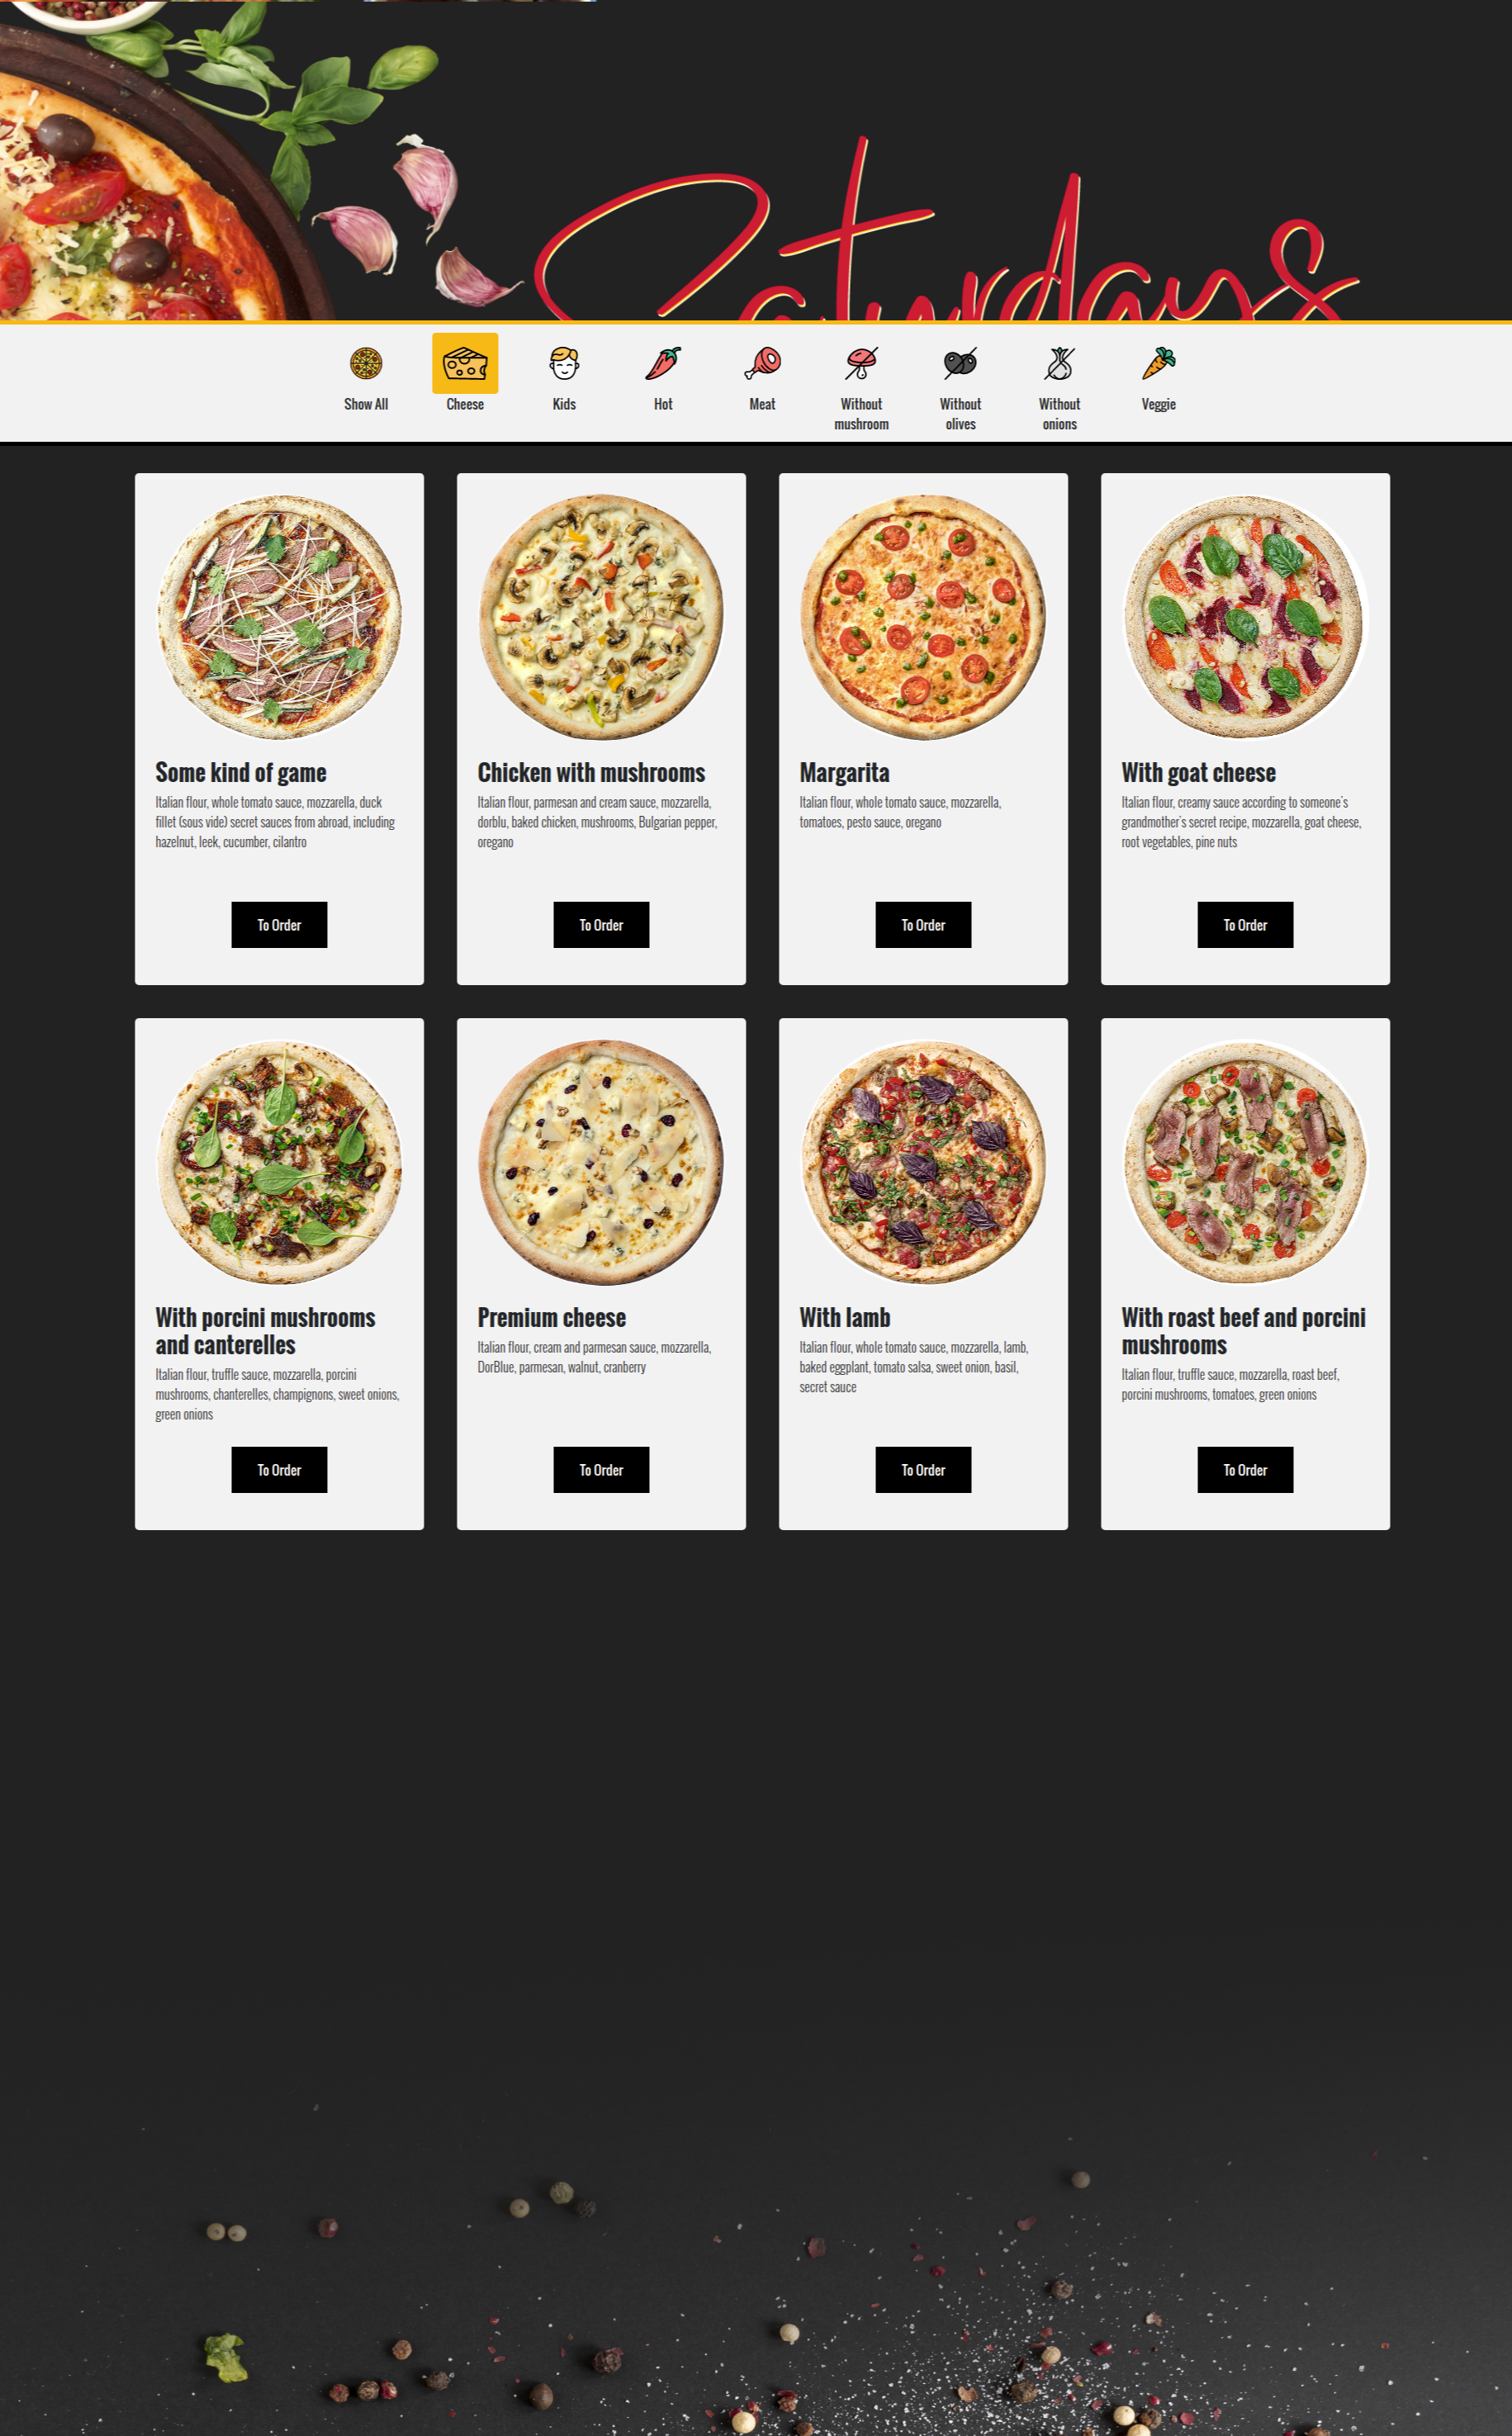 Saturdays
Show All
Cheese
Kids
Hot
Meat
Without
mushroom
Without
olives
Without
onions
Veggie
Some kind of game
Italian flour, whole tomato sauce, mozzarella, duck
fillet (sous vide) secret sauces from abroad, including
hazelnut, leek, cucumber, cilantro
To Order
Chicken with mushrooms
Italian flour, parmesan and cream sauce, mozzarella,
dorblu, baked chicken, mushrooms, Bulgarian pepper,
oregano
To Order
Margarita
Italian flour, whole tomato sauce, mozzarella,
tomatoes, pesto sauce, oregano
To Order
With goat cheese
Italian flour, creamy sauce according to someone's
grandmother's secret recipe, mozzarella, goat cheese,
root vegetables, pine nuts
To Order
With porcini mushrooms
and canterelles
Italian flour, truffle sauce, mozzarella, porcini
mushrooms, chanterelles, champignons, sweet onions,
green onions
To Order
Premium cheese
Italian flour, cream and parmesan sauce, mozzarella,
DorBlue, parmesan, walnut, cranberry
To Order
With lamb
Italian flour, whole tomato sauce, mozzarella, lamb,
baked eggplant, tomato salsa, sweet onion, basil,
secret sauce
To Order
With roast beef and porcini
mushrooms
Italian flour, truffle sauce, mozzarella, roast beef,
porcini mushrooms, tomatoes, green onions
To Order